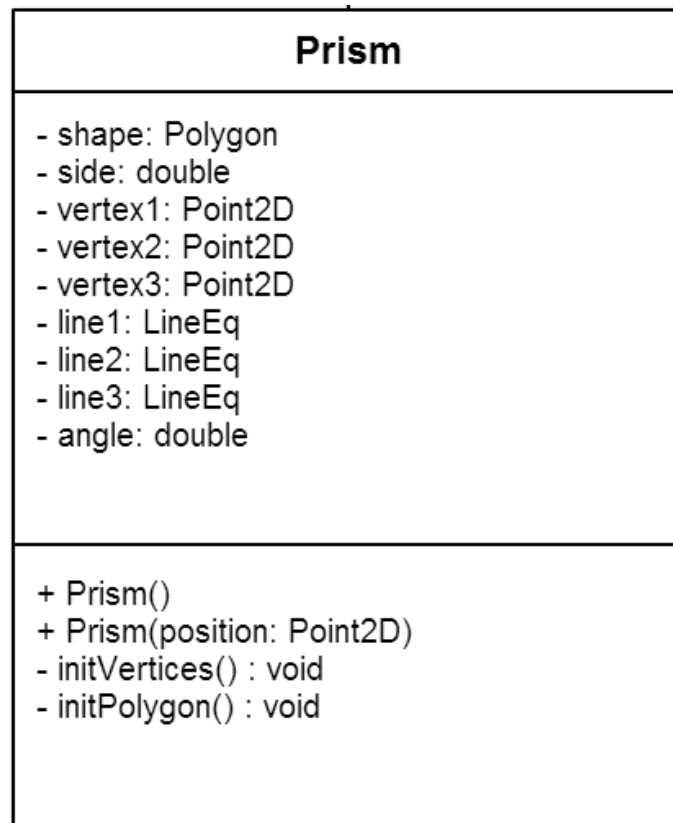 Prism
- shape: Polygon
- side: double
- vertex1: Point2D
- vertex2: Point2D
- vertex3: Point2D
- line1: LineEq
- line2: LineEq
- line3: LineEq
- angle: double
+ Prism()
+ Prism(position: Point2D)
- initVertices() : void
- initPolygon() : void